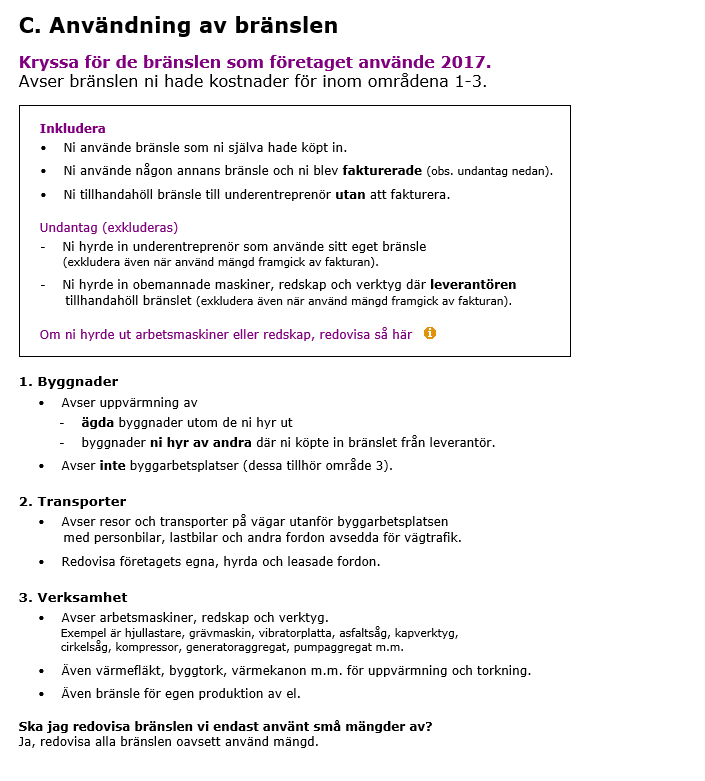 C. Användning av bränslen
Kryssa för de bränslen som företaget använde 2017.
Avser bränslen ni hade kostnader för inom områdena 1-3.
Inkludera
• Ni använde bränsle som ni själva hade köpt in.
• Ni använde någon annans bränsle och ni blev fakturerade (obs. undantag nedan).
• Ni tillhandahöll bränsle till underentreprenör utan att fakturera.
Undantag (exkluderas)
- Ni hyrde in underentreprenör som använde sitt eget bränsle
(exkludera även när använd mängd framgick av fakturan).
- Ni hyrde in obemannade maskiner, redskap och verktyg där leverantören
tillhandahöll bränslet (exkludera även när använd mängd framgick av fakturan).
Om ni hyrde ut arbetsmaskiner eller redskap, redovisa så här i
1. Byggnader
• Avser uppvärmning av
- ägda byggnader utom de ni hyr ut
- byggnader ni hyr av andra där ni köpte in bränslet från leverantör.
• Avser inte byggarbetsplatser (dessa tillhör område 3).
2. Transporter
• Avser resor och transporter på vägar utanför byggarbetsplatsen
med personbilar, lastbilar och andra fordon avsedda för vägtrafik.
• Redovisa företagets egna, hyrda och leasade fordon.
3. Verksamhet
• Avser arbetsmaskiner, redskap och verktyg.
Exempel är hjullastare, grävmaskin, vibratorplatta, asfaltsåg, kapverktyg,
cirkelsåg, kompressor, generatoraggregat, pumpaggregat m.m.
• Även värmefläkt, byggtork, värmekanon m.m. för uppvärmning och torkning.
• Även bränsle för egen produktion av el.
Ska jag redovisa bränslen vi endast använt små mängder av?
Ja, redovisa alla bränslen oavsett använd mängd.